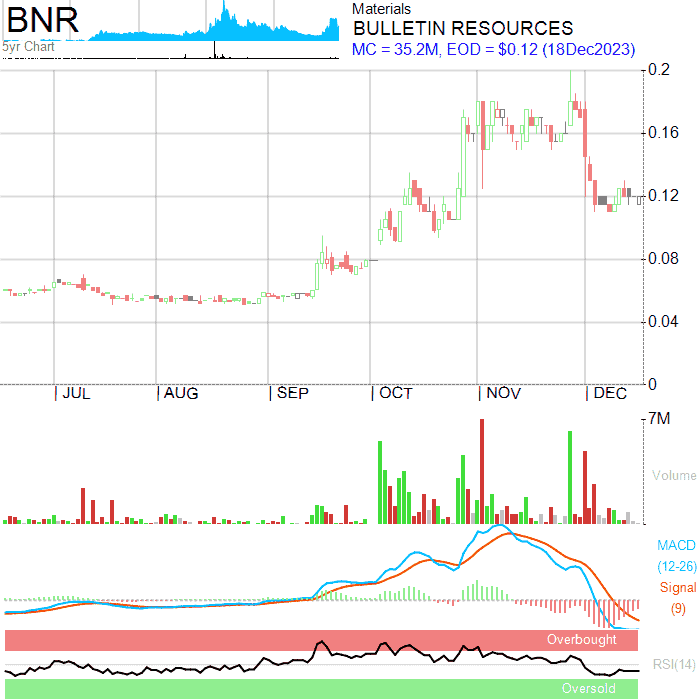 BNR
5yr Chart
Materials
BULLETIN RESOURCES
MC = 35.2M, EOD = $0.12 (18Dec2023)
0.2
0.16
0.12
0.08
0.04
0
JUL AUG SEP OCT NOV DEC
7M
Volume
MACD
(12-26)
Signal
(9)
Overbought
RSI(14)
Oversold